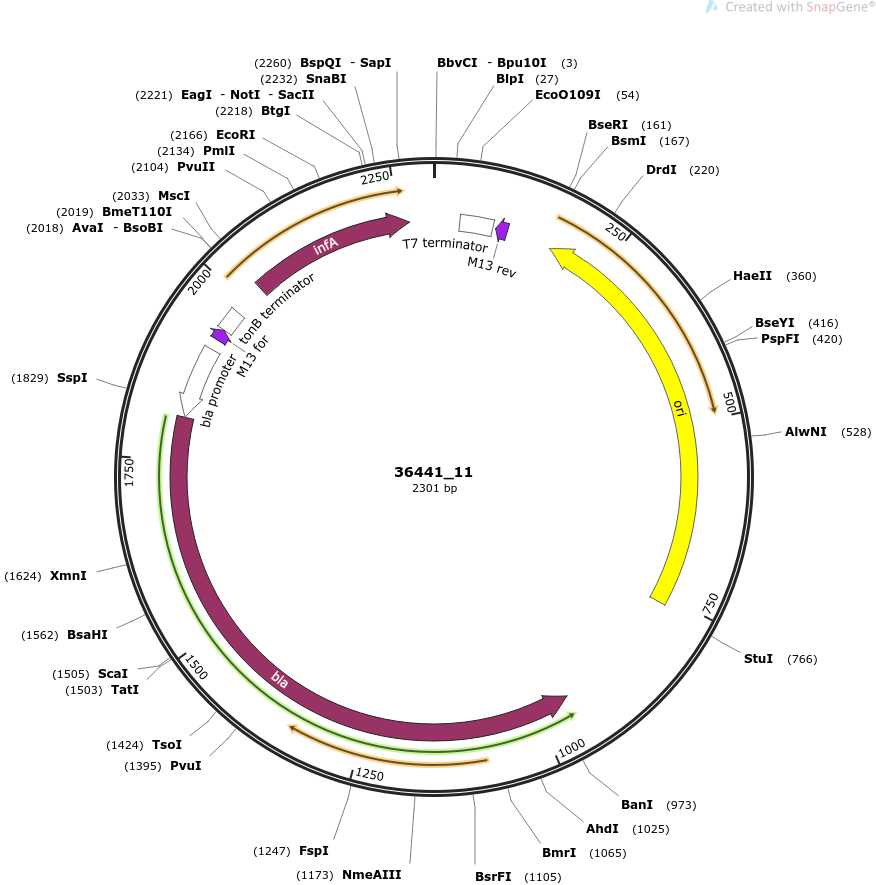 Created with SnapGene®
(2260) BspQI - SapI
(2232) SnaBI
(2221) EagI - NotI - SacII
(2218) BtgI
(2166) EcoRI
(2134) PmlI
(2104) PvuII
(2033) MscI
(2019) BmeT110I
(2018) AvaI - BsoBI
BbvCI - Bpu10I (3)
BlpI (27)
EcoO109I (54)
BseRI (161)
BsmI (167)
DrdI (220)
HaeII (360)
BseYI (416)
PspFI (420)
AlwNI (528)
StuI (766)
BanI (973)
AhdI (1025)
BmrI (1065)
BsrFI (1105)
(1173) NmeAIII
(1247) FspI
(1395) PvuI
(1424) TsoI
(1503) TatI
(1505) ScaI
(1562) BsaHI
(1624) XmnI
(1829) SspI
250
500
750
1000
1250
1500
1750
2000
2250
infA
T7 terminator
M13 rev
ori
tonB terminator
M13 for
bla promoter
bla
36441_11
2301 bp